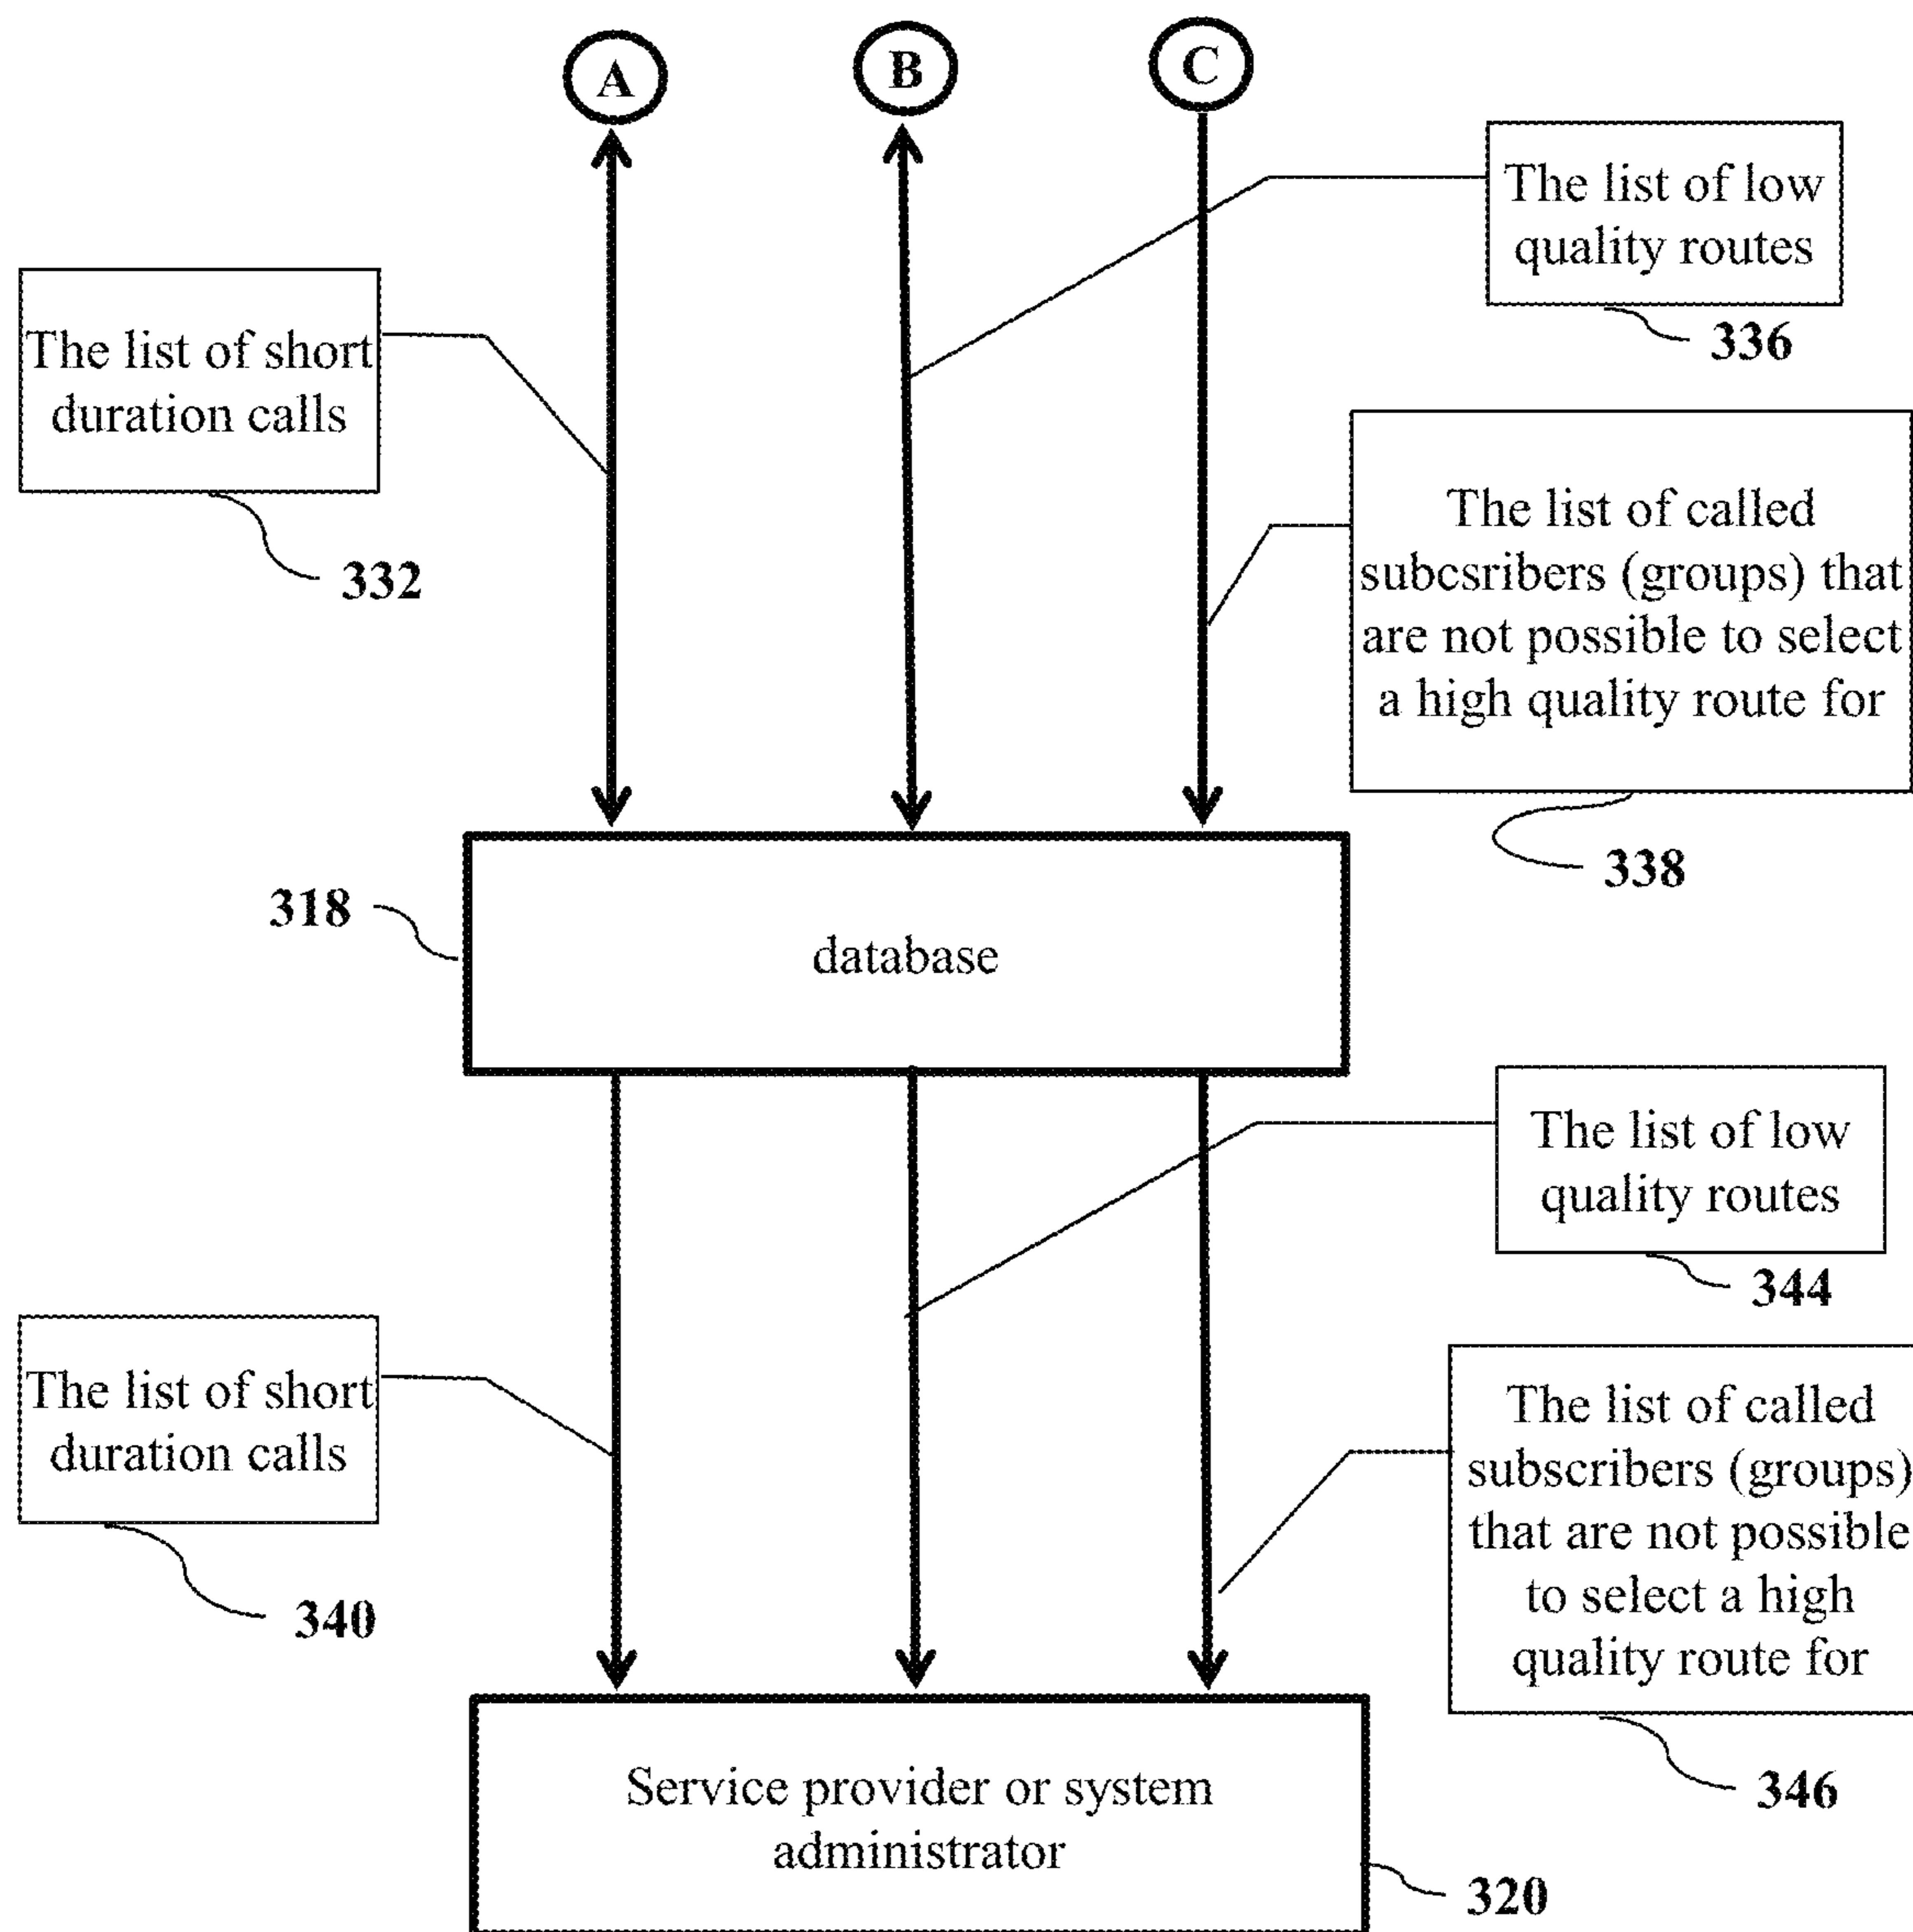 A
B
C
The list of low
quality routes
336
The list of short
duration calls
332
The list of called
subcsribers (groups) that
are not possible to select
a high quality route for
338
318
database
The list of low
quality routes
344
The list of short
duration calls
340
The list of called
subscribers (groups)
that are not possible
to select a high
quality route for
346
Service provider or system
administrator
320